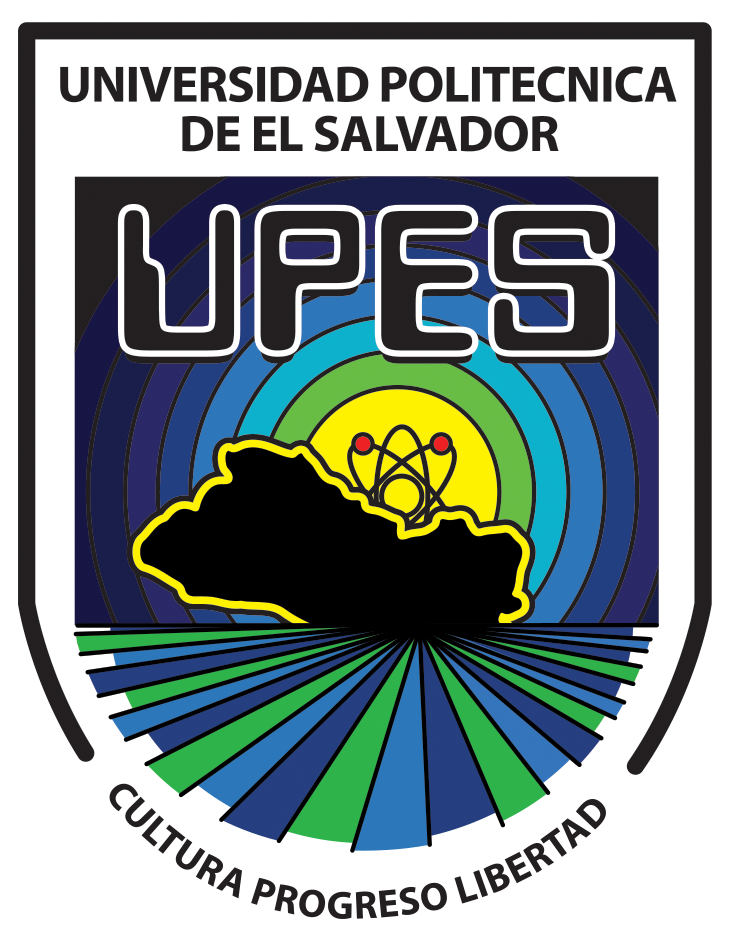 UNIVERSIDAD POLITECNICA
DE EL SALVADOR
UPES
CULTURA PROGRESO LIBERTAD